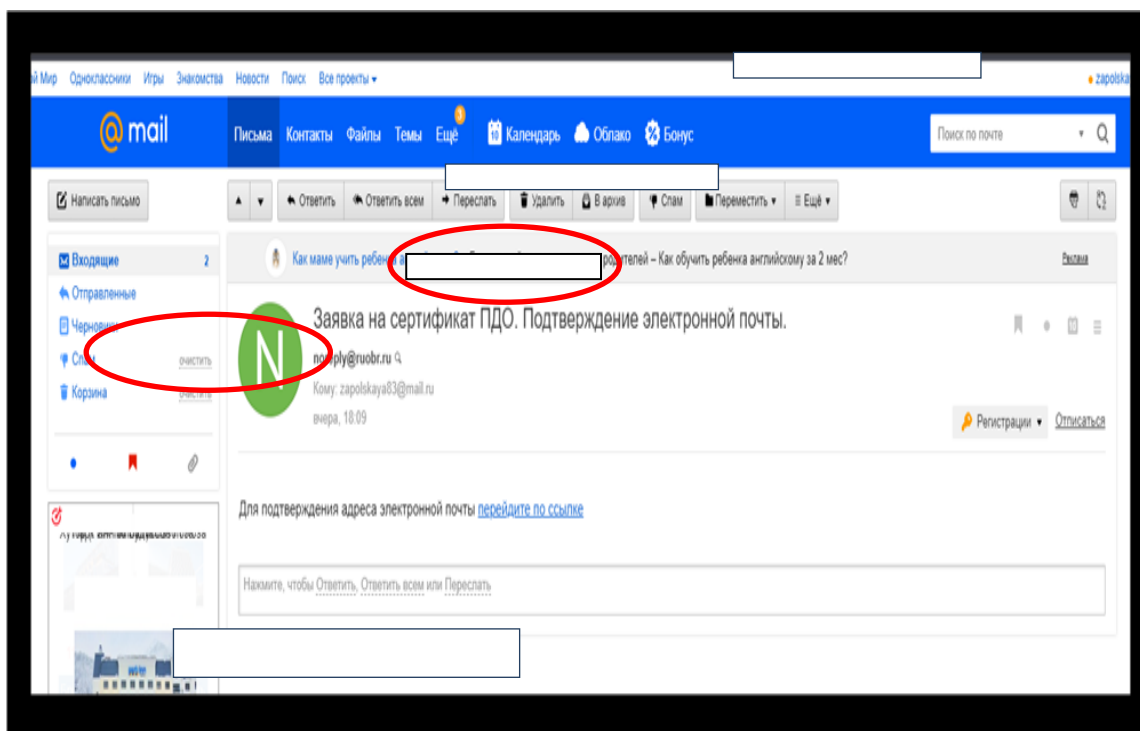 й Мир Одноклассники Игры Знакомства Новости Поиск Все проекты
zapolska
@mail Письма Контакты Файлы Темы Ещё 3 10 Календарь Облако Бонус Поиск по почте
Написать письмо Ответить Ответить всем Переслать Удалить В архив Спам Переместить Ещё
Входящие 2
Отправленные
Черновики
Спам очистить
Корзина очистить
Как маме учить ребенка родителей – Как обучить ребенка английскому за 2 мес? Реклама
Заявка на сертификат ПДО. Подтверждение электронной почты.
N
noreply@ruobr.ru
Кому: zapolskaya83@mail.ru
вчера, 18:09
Регистрации Отписаться
Для подтверждения адреса электронной почты перейдите по ссылке
Нажмите, чтобы Ответить, Ответить всем или Переслать